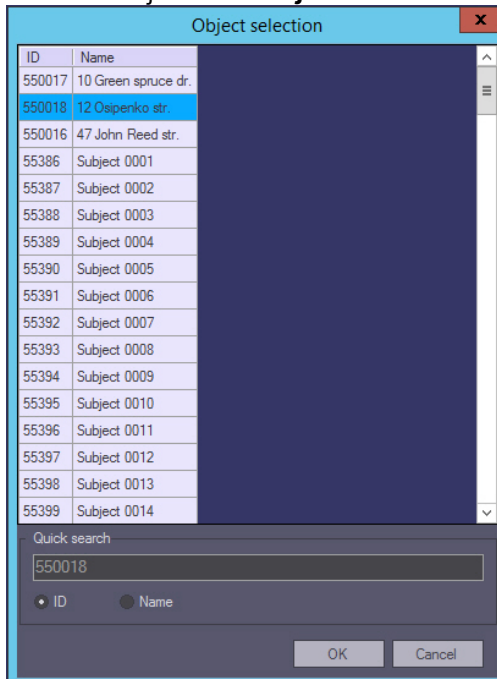 Object selection x
ID Name
550017 10 Green spruce dr.
550018 12 Osipenko str.
550016 47 John Reed str.
55386 Subject 0001
55387 Subject 0002
55388 Subject 0003
55389 Subject 0004
55390 Subject 0005
55391 Subject 0006
55392 Subject 0007
55393 Subject 0008
55394 Subject 0009
55395 Subject 0010
55396 Subject 0011
55397 Subject 0012
55398 Subject 0013
55399 Subject 0014
Quick search
550018
ID Name
OK Cancel